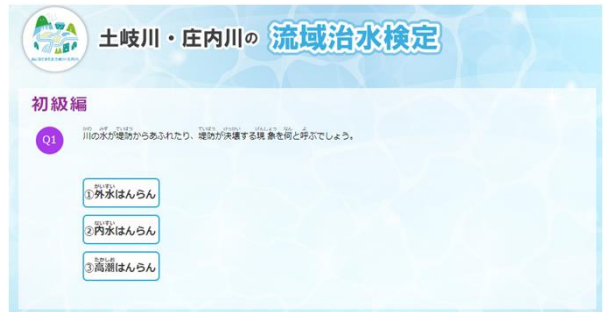 土岐川・庄内川の 流域治水検定
初級編
Q1 川の水が堤防からあふれたり、堤防が決壊する現象を何と呼ぶでしょう。
①外水はんらん
②内水はんらん
③高潮はんらん